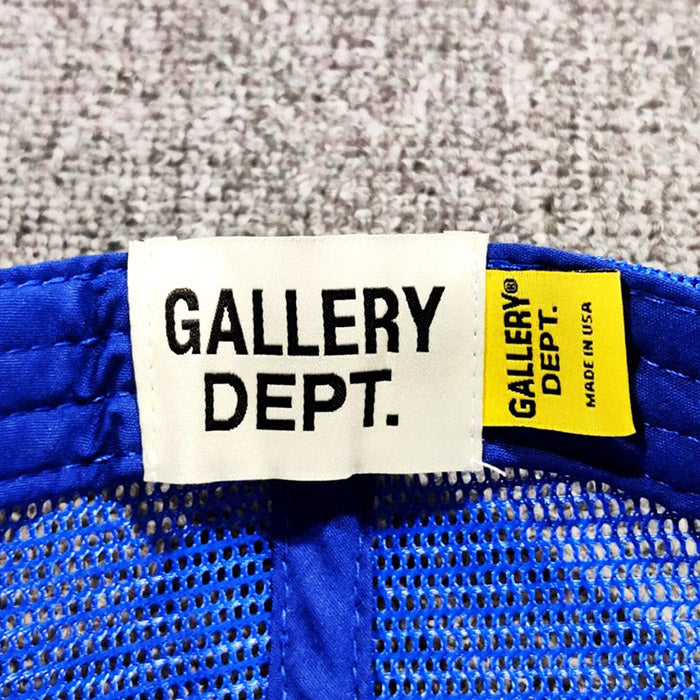 GALLERY
DEPT.
GALLERY®
DEPT.
MADE IN USA